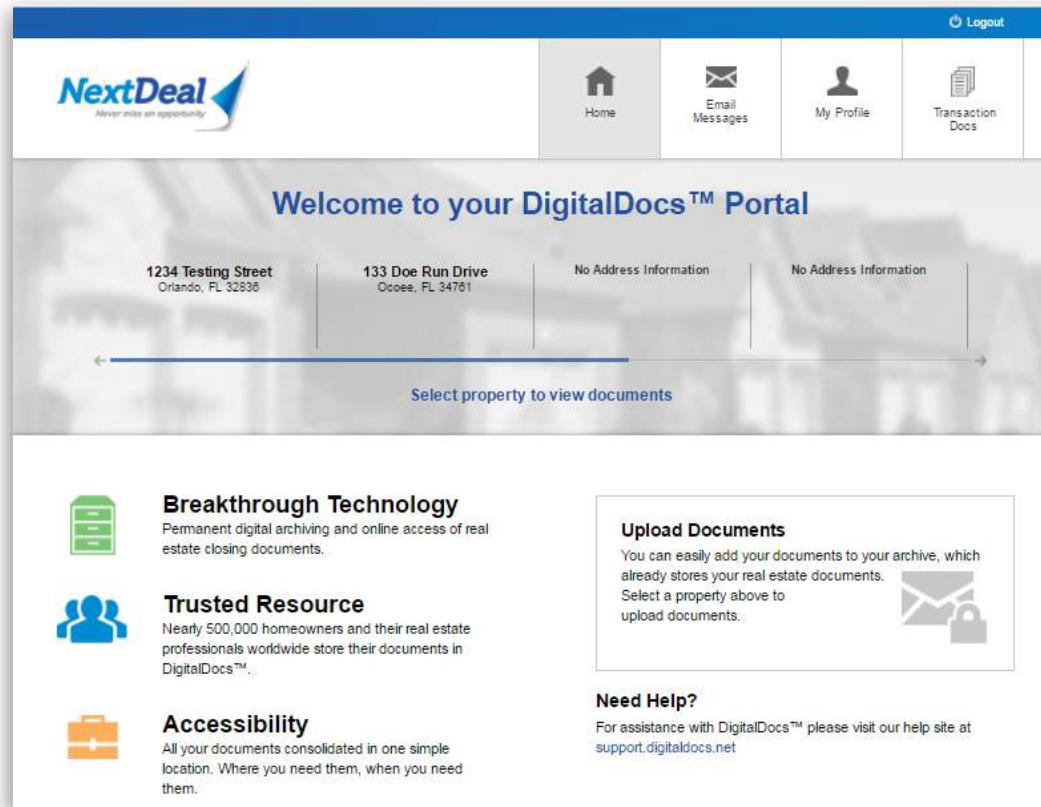 Logout
NextDeal
Never miss an opportunity
Home
Email
Messages
My Profile
Transaction
Docs
Welcome to your DigitalDocs™ Portal
1234 Testing Street
Orlando, FL 32836
133 Doe Run Drive
Ocoee, FL 34761
No Address Information
No Address Information
Select property to view documents
Breakthrough Technology
Permanent digital archiving and online access of real
estate closing documents.
Trusted Resource
Nearly 500,000 homeowners and their real estate
professionals worldwide store their documents in
DigitalDocs™.
Accessibility
All your documents consolidated in one simple
location. Where you need them, when you need
them.
Upload Documents
You can easily add your documents to your archive, which
already stores your real estate documents.
Select a property above to
upload documents.
Need Help?
For assistance with DigitalDocs™ please visit our help site at
support.digitaldocs.net